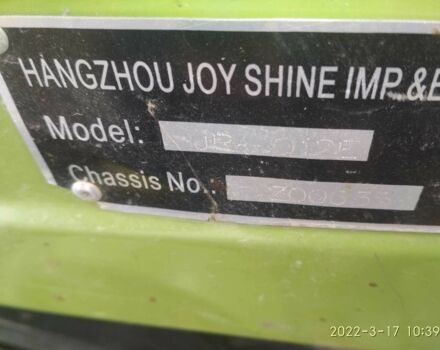 HANGZHOU JOY SHINE IMP.&E
Model:
Chassis No.:
2022-3-17 10:39